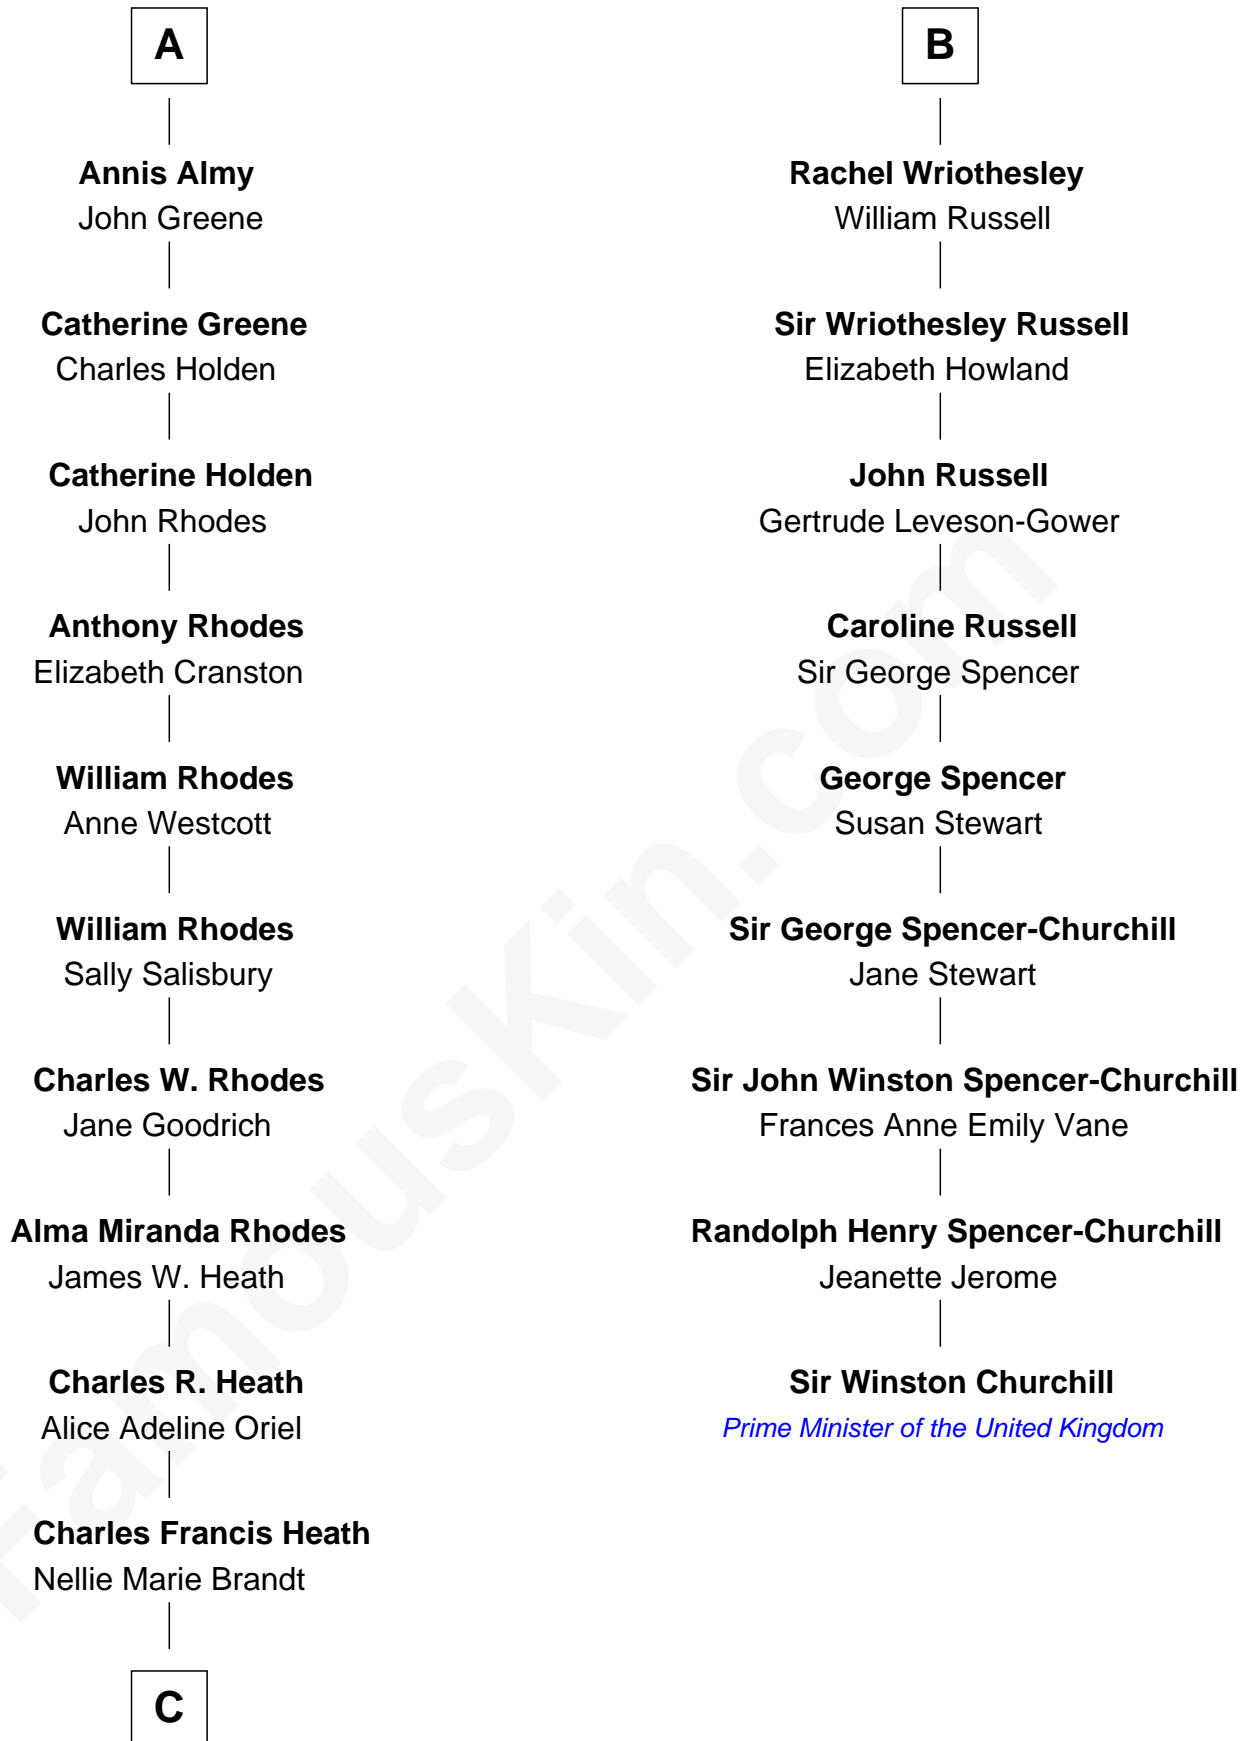 A
Annis Almy
John Greene
Catherine Greene
Charles Holden
Catherine Holden
John Rhodes
Anthony Rhodes
Elizabeth Cranston
William Rhodes
Anne Westcott
William Rhodes
Sally Salisbury
Charles W. Rhodes
Jane Goodrich
Alma Miranda Rhodes
James W. Heath
Charles R. Heath
Alice Adeline Oriel
Charles Francis Heath
Nellie Marie Brandt
C
B
Rachel Wriothesley
William Russell
Sir Wriothesley Russell
Elizabeth Howland
John Russell
Gertrude Leveson-Gower
Caroline Russell
Sir George Spencer
George Spencer
Susan Stewart
Sir George Spencer-Churchill
Jane Stewart
Sir John Winston Spencer-Churchill
Frances Anne Emily Vane
Randolph Henry Spencer-Churchill
Jeanette Jerome
Sir Winston Churchill
Prime Minister of the United Kingdom
FamousKin.com